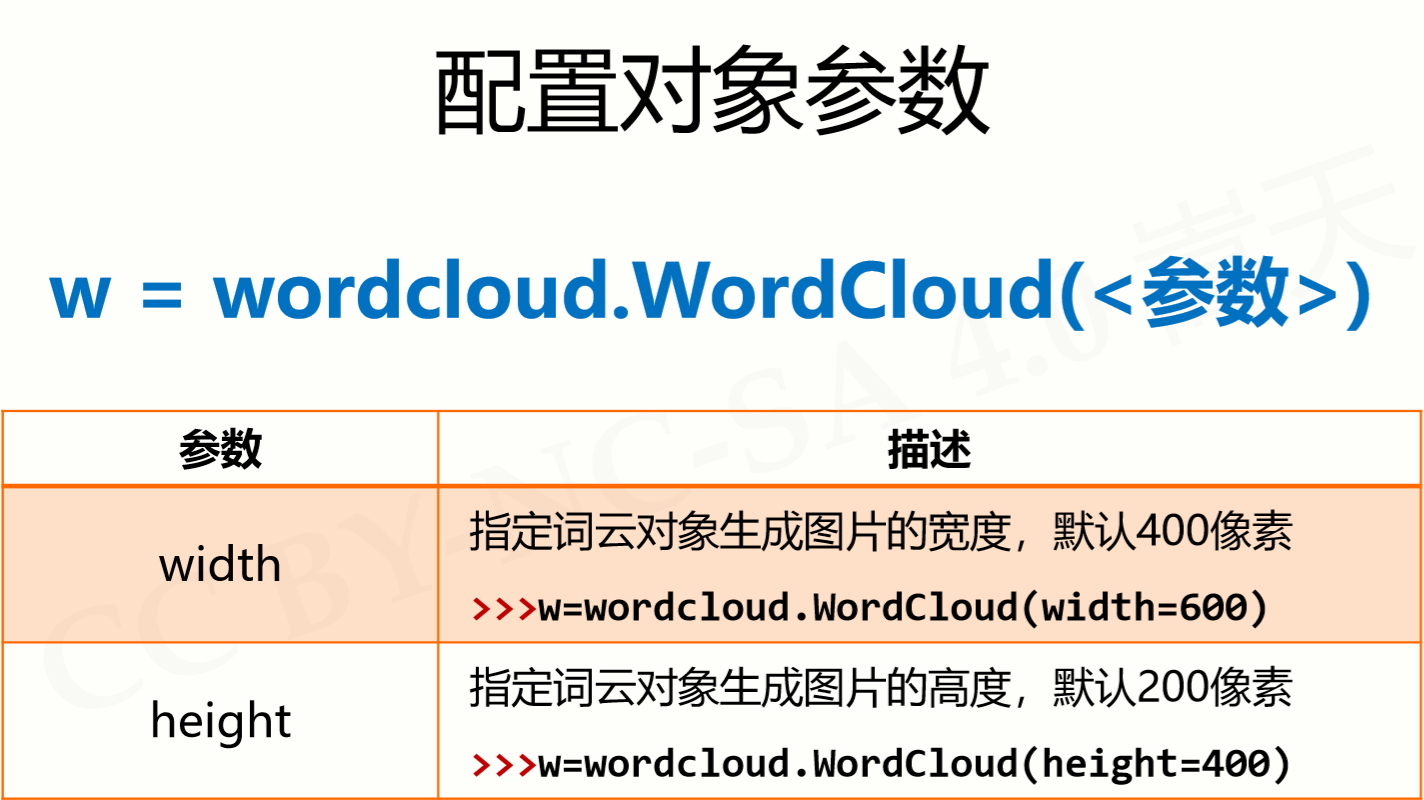 配置对象参数
w = wordcloud.WordCloud(<参数>)
参数 描述
width
指定词云对象生成图片的宽度，默认400像素
>>>w=wordcloud.WordCloud(width=600)
height
指定词云对象生成图片的高度，默认200像素
>>>w=wordcloud.WordCloud(height=400)
CC BY-NC-SA 4.0 嵩天